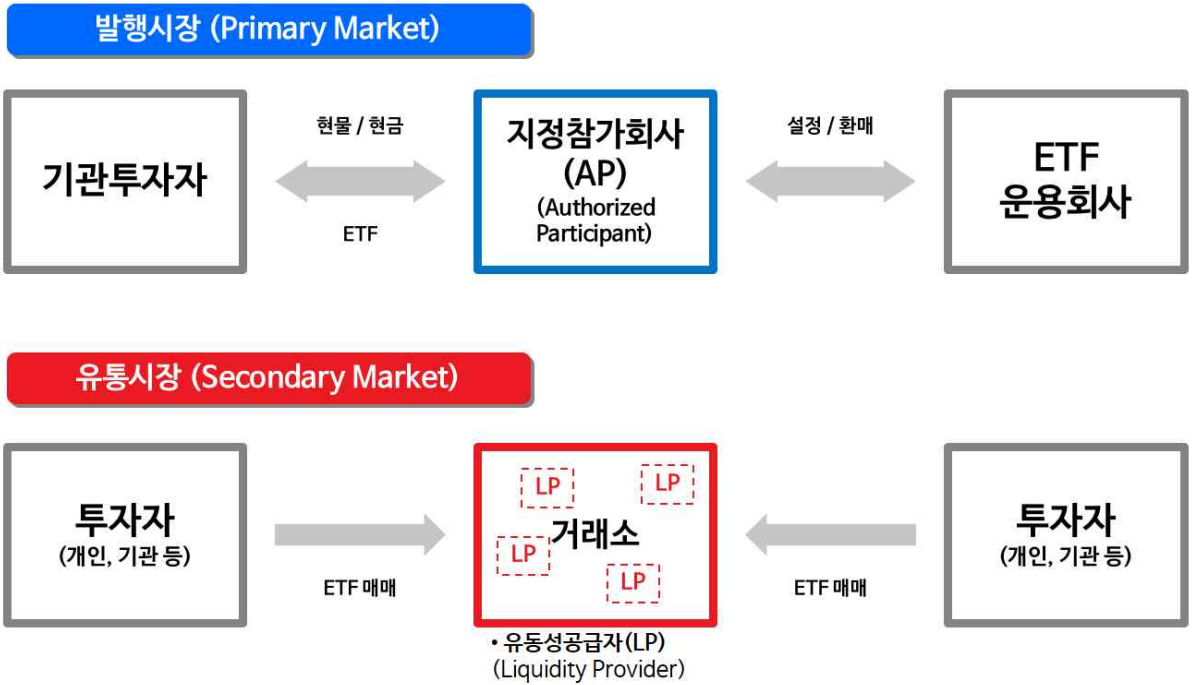 발행시장 (Primary Market)
기관투자자
현물 / 현금
ETF
지정참가회사
(AP)
(Authorized
Participant)
설정 / 환매
ETF
운용회사
유통시장 (Secondary Market)
투자자
(개인, 기관 등)
ETF 매매
LP
LP
거래소
LP
LP
• 유동성공급자(LP)
(Liquidity Provider)
ETF 매매
투자자
(개인, 기관 등)